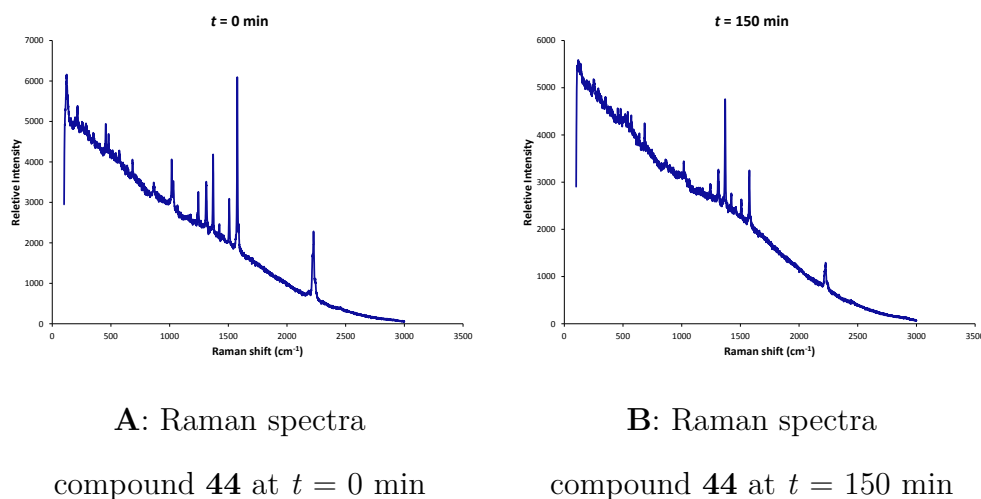 t = 0 min
7000
6000
5000
4000
3000
2000
1000
0
Reletive Intensity
0 500 1000 1500 2000 2500 3000 3500
Raman shift (cm⁻¹)
A: Raman spectra
compound 44 at t = 0 min
t = 150 min
6000
5000
4000
3000
2000
1000
0
Reletive Intensity
0 500 1000 1500 2000 2500 3000 3500
Raman shift (cm⁻¹)
B: Raman spectra
compound 44 at t = 150 min